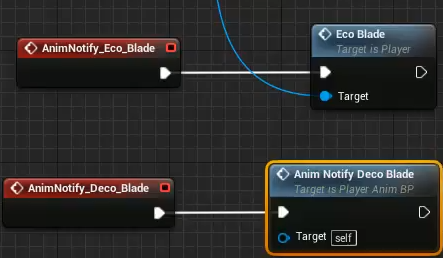 AnimNotify_Eco_Blade
Eco Blade
Target is Player
Target
AnimNotify_Deco_Blade
Anim Notify Deco Blade
Target is Player Anim BP
Target self